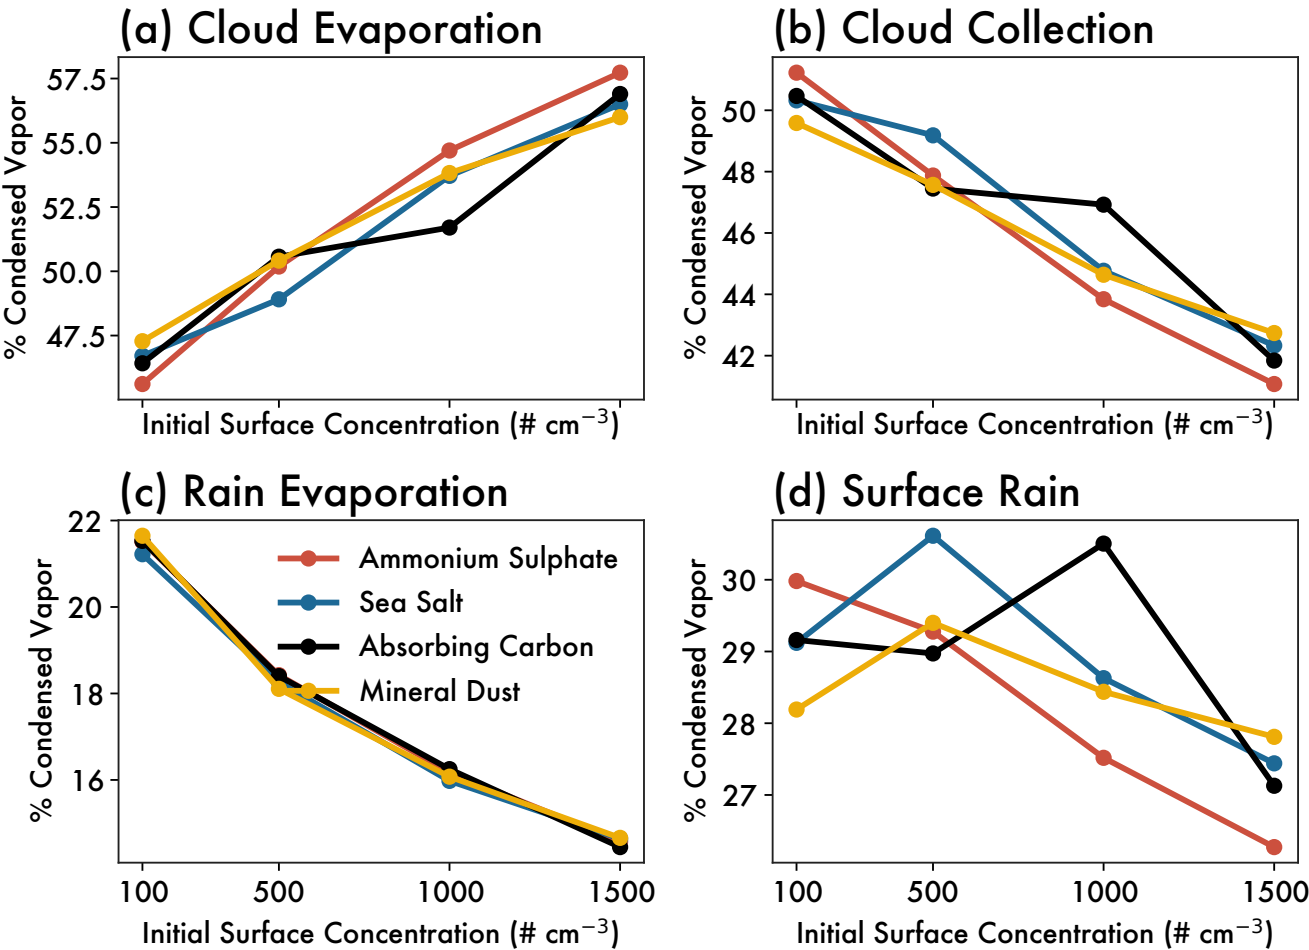 (a) Cloud Evaporation
% Condensed Vapor
57.5
55.0
52.5
50.0
47.5
Initial Surface Concentration (# cm⁻³)
(b) Cloud Collection
% Condensed Vapor
50
48
46
44
42
Initial Surface Concentration (# cm⁻³)
(c) Rain Evaporation
% Condensed Vapor
22
20
18
16
Ammonium Sulphate
Sea Salt
Absorbing Carbon
Mineral Dust
100 500 1000 1500
Initial Surface Concentration (# cm⁻³)
(d) Surface Rain
% Condensed Vapor
30
29
28
27
100 500 1000 1500
Initial Surface Concentration (# cm⁻³)